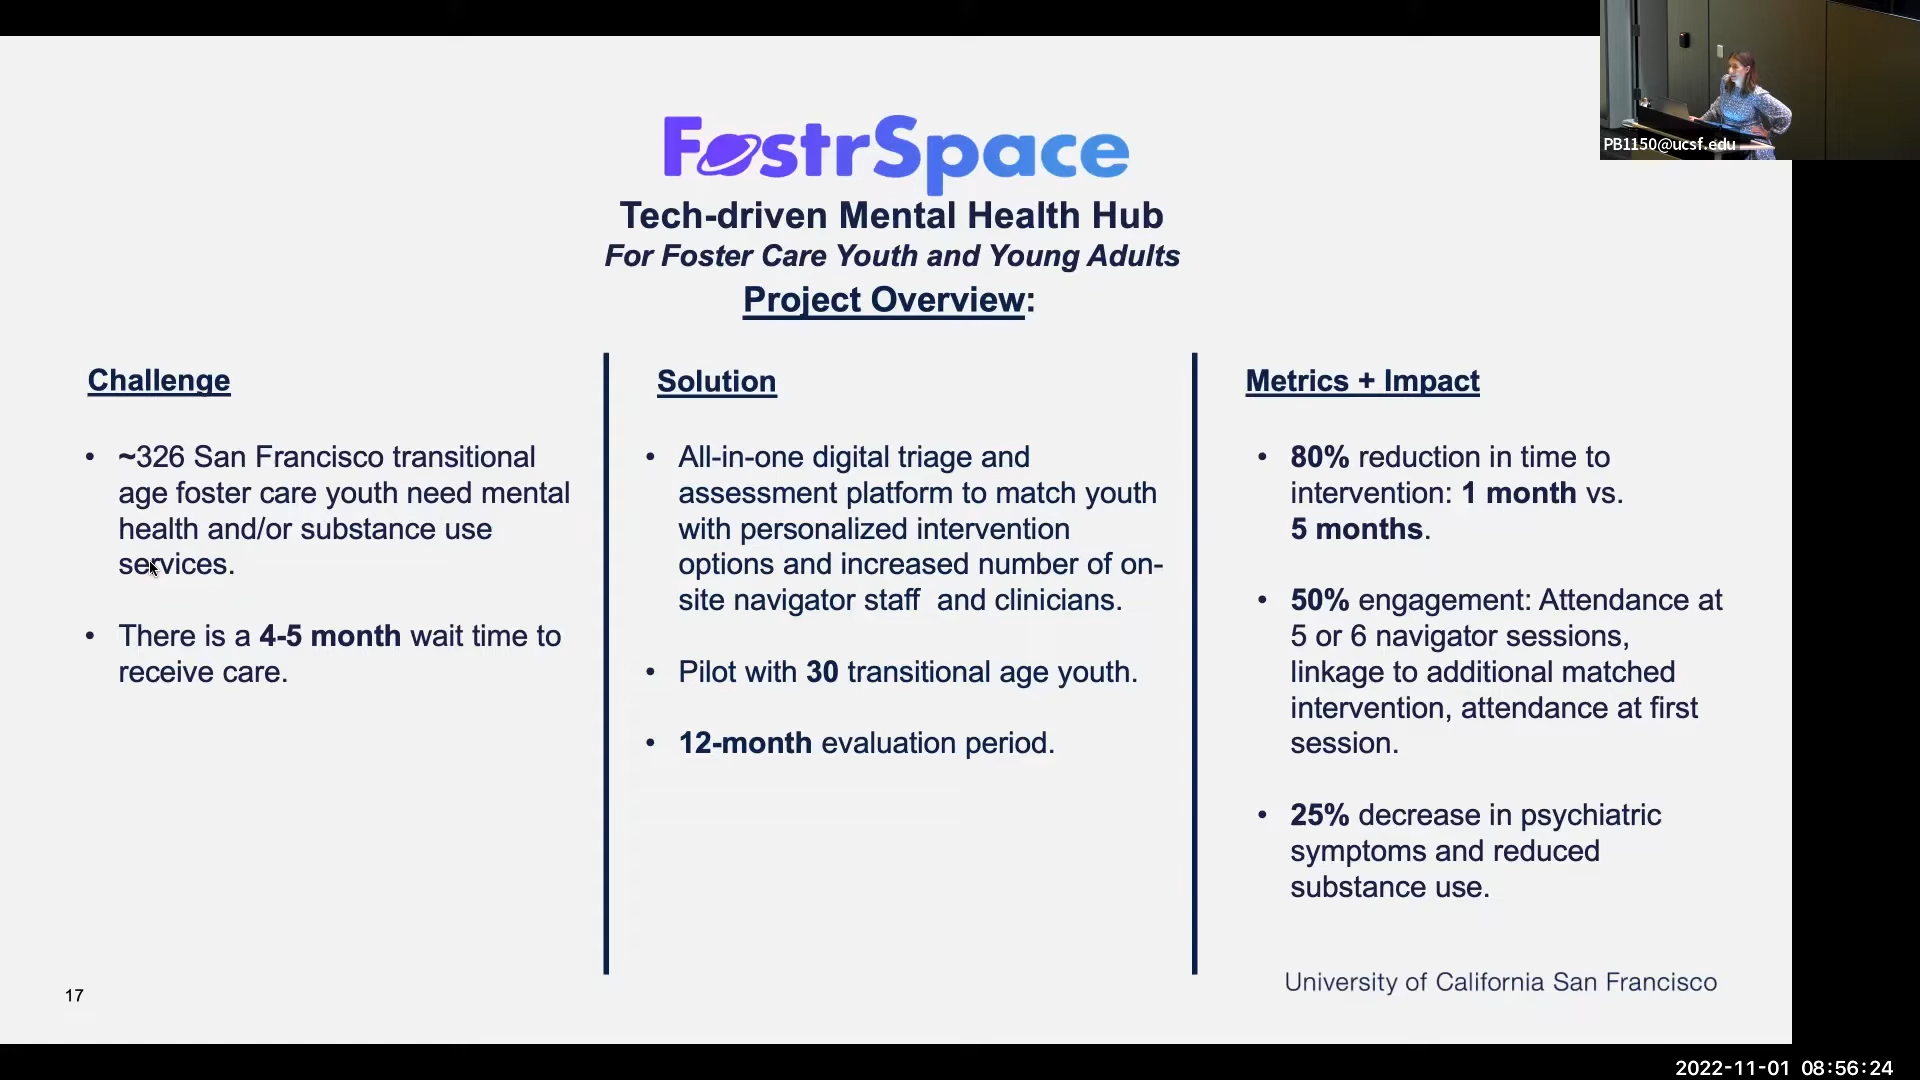 PB1150@ucsf.edu
FostrSpace
Tech-driven Mental Health Hub
For Foster Care Youth and Young Adults
Project Overview:
Challenge
• ~326 San Francisco transitional
age foster care youth need mental
health and/or substance use
services.
• There is a 4-5 month wait time to
receive care.
Solution
• All-in-one digital triage and
assessment platform to match youth
with personalized intervention
options and increased number of on-
site navigator staff  and clinicians.
• Pilot with 30 transitional age youth.
• 12-month evaluation period.
Metrics + Impact
• 80% reduction in time to
intervention: 1 month vs.
5 months.
• 50% engagement: Attendance at
5 or 6 navigator sessions,
linkage to additional matched
intervention, attendance at first
session.
• 25% decrease in psychiatric
symptoms and reduced
substance use.
17
University of California San Francisco
2022-11-01 08:56:24